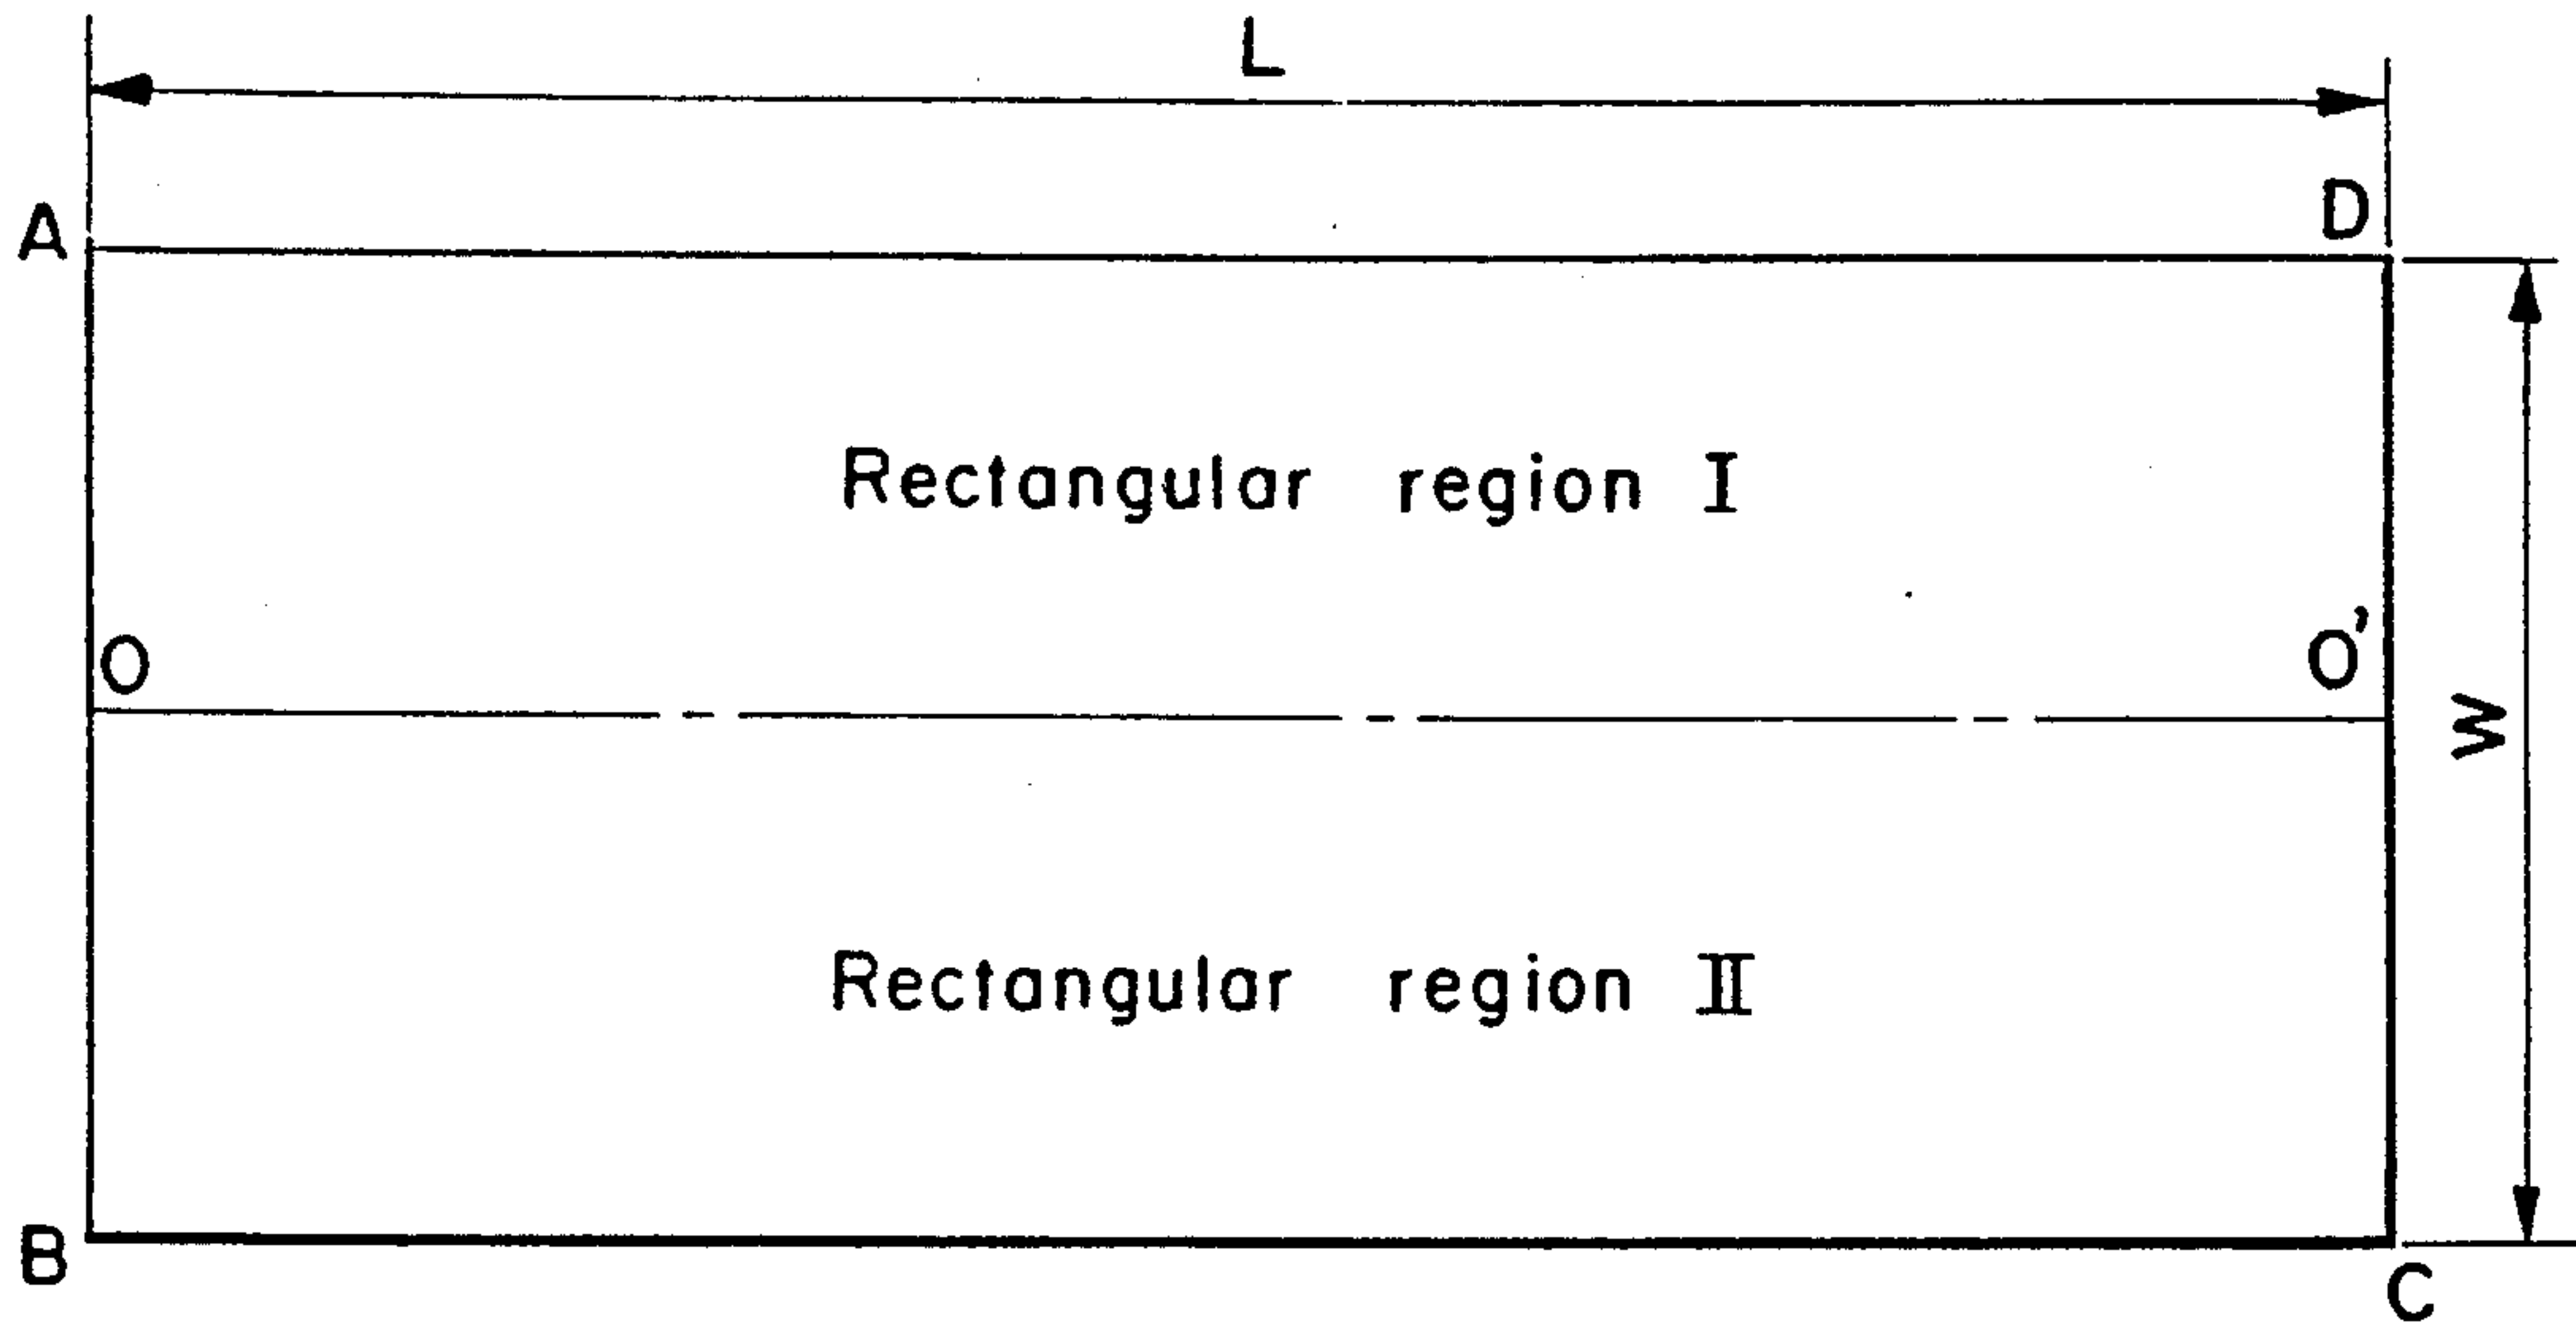 L
A
D
Rectangular region I
O
O'
W
Rectangular region II
B
C